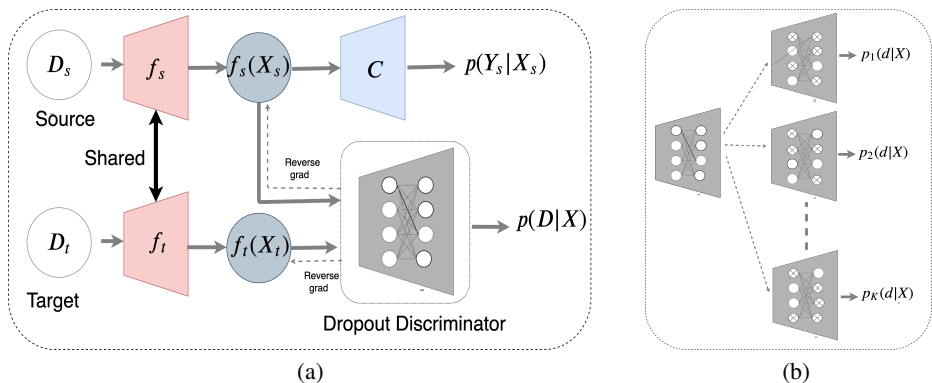 D_s
f_s
f_s(X_s)
C
p(Y_s|X_s)
Source
Shared
Reverse
grad
D_t
f_t
f_t(X_t)
p(D|X)
Reverse
grad
Target
Dropout Discriminator
(a)
p_1(d|X)
p_2(d|X)
p_K(d|X)
(b)